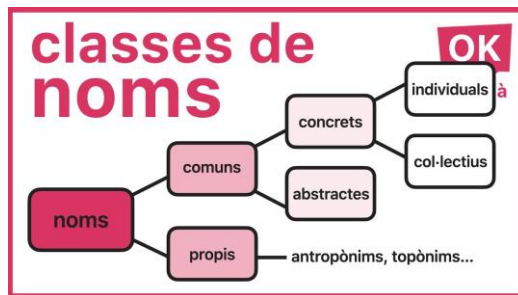 classes de
noms
OK
à
individuals
concrets
col·lectius
comuns
abstractes
noms
propis
antropònims, topònims...